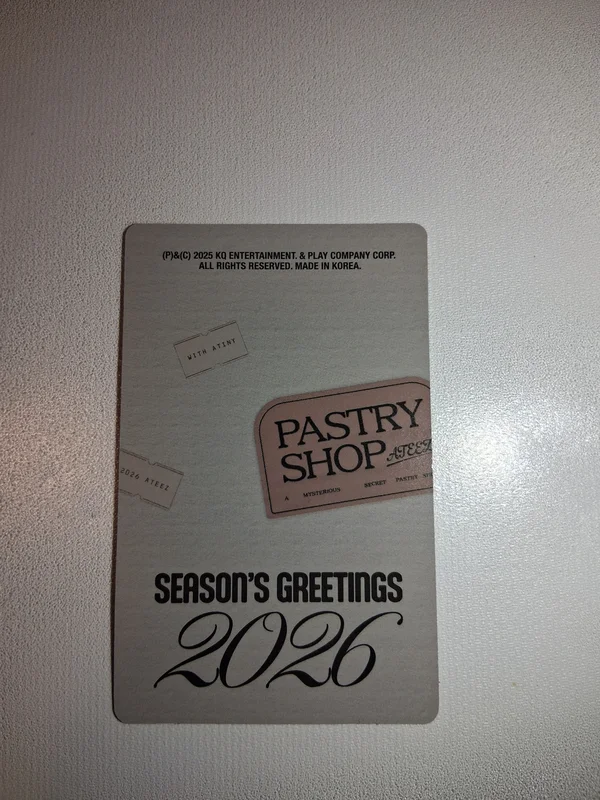 (P)&(C) 2025 KQ ENTERTAINMENT. & PLAY COMPANY CORP.
ALL RIGHTS RESERVED. MADE IN KOREA.
WITH ATINY
PASTRY
SHOP ATEEZ
A MYSTERIOUS SECRET PASTRY
2026 ATEEZ
SEASON'S GREETINGS
2026